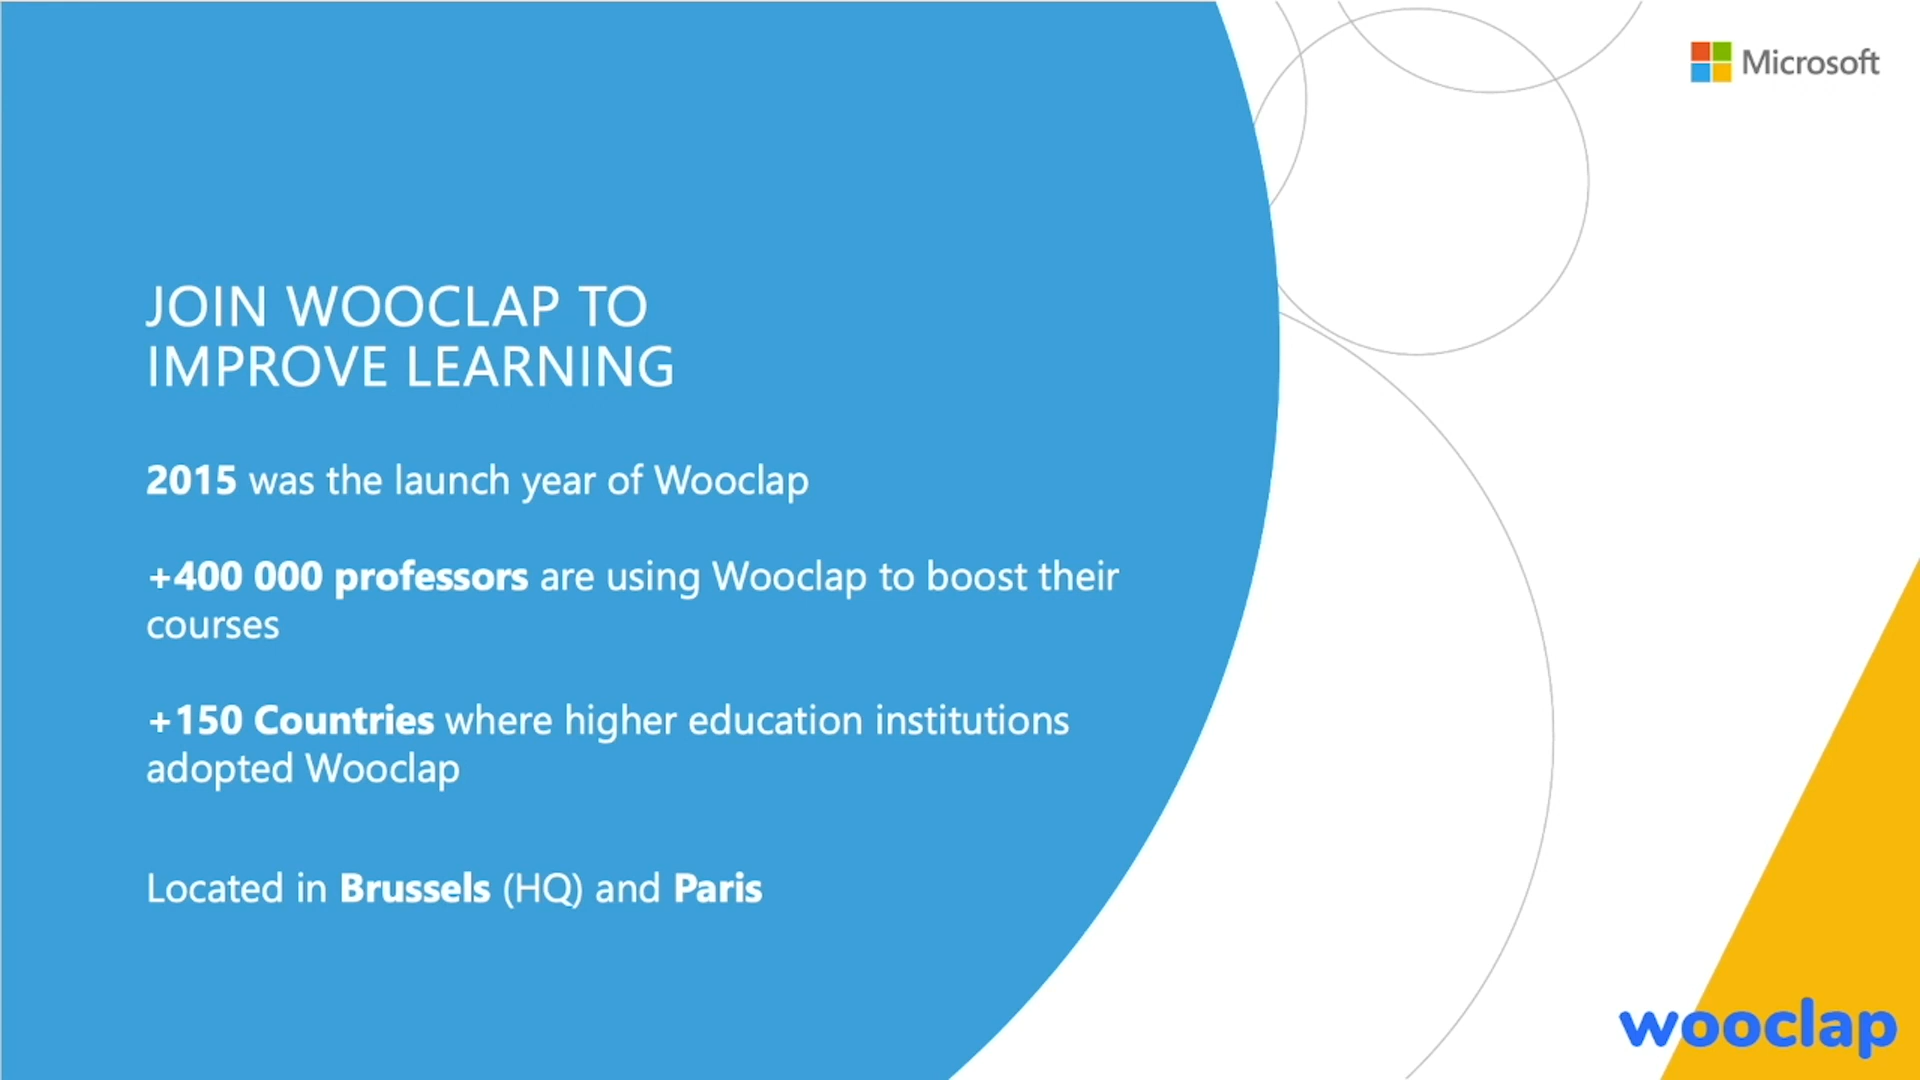 Microsoft
JOIN WOOCLAP TO
IMPROVE LEARNING
2015 was the launch year of Wooclap
+400 000 professors are using Wooclap to boost their
courses
+150 Countries where higher education institutions
adopted Wooclap
Located in Brussels (HQ) and Paris
wooclap